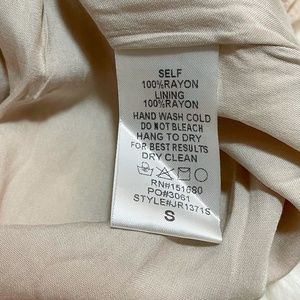 SELF
100%RAYON
LINING
100%RAYON
HAND WASH COLD
DO NOT BLEACH
HANG TO DRY
FOR BEST RESULTS
DRY CLEAN
RN#151680
PO#3061
STYLE#JR1371S
S